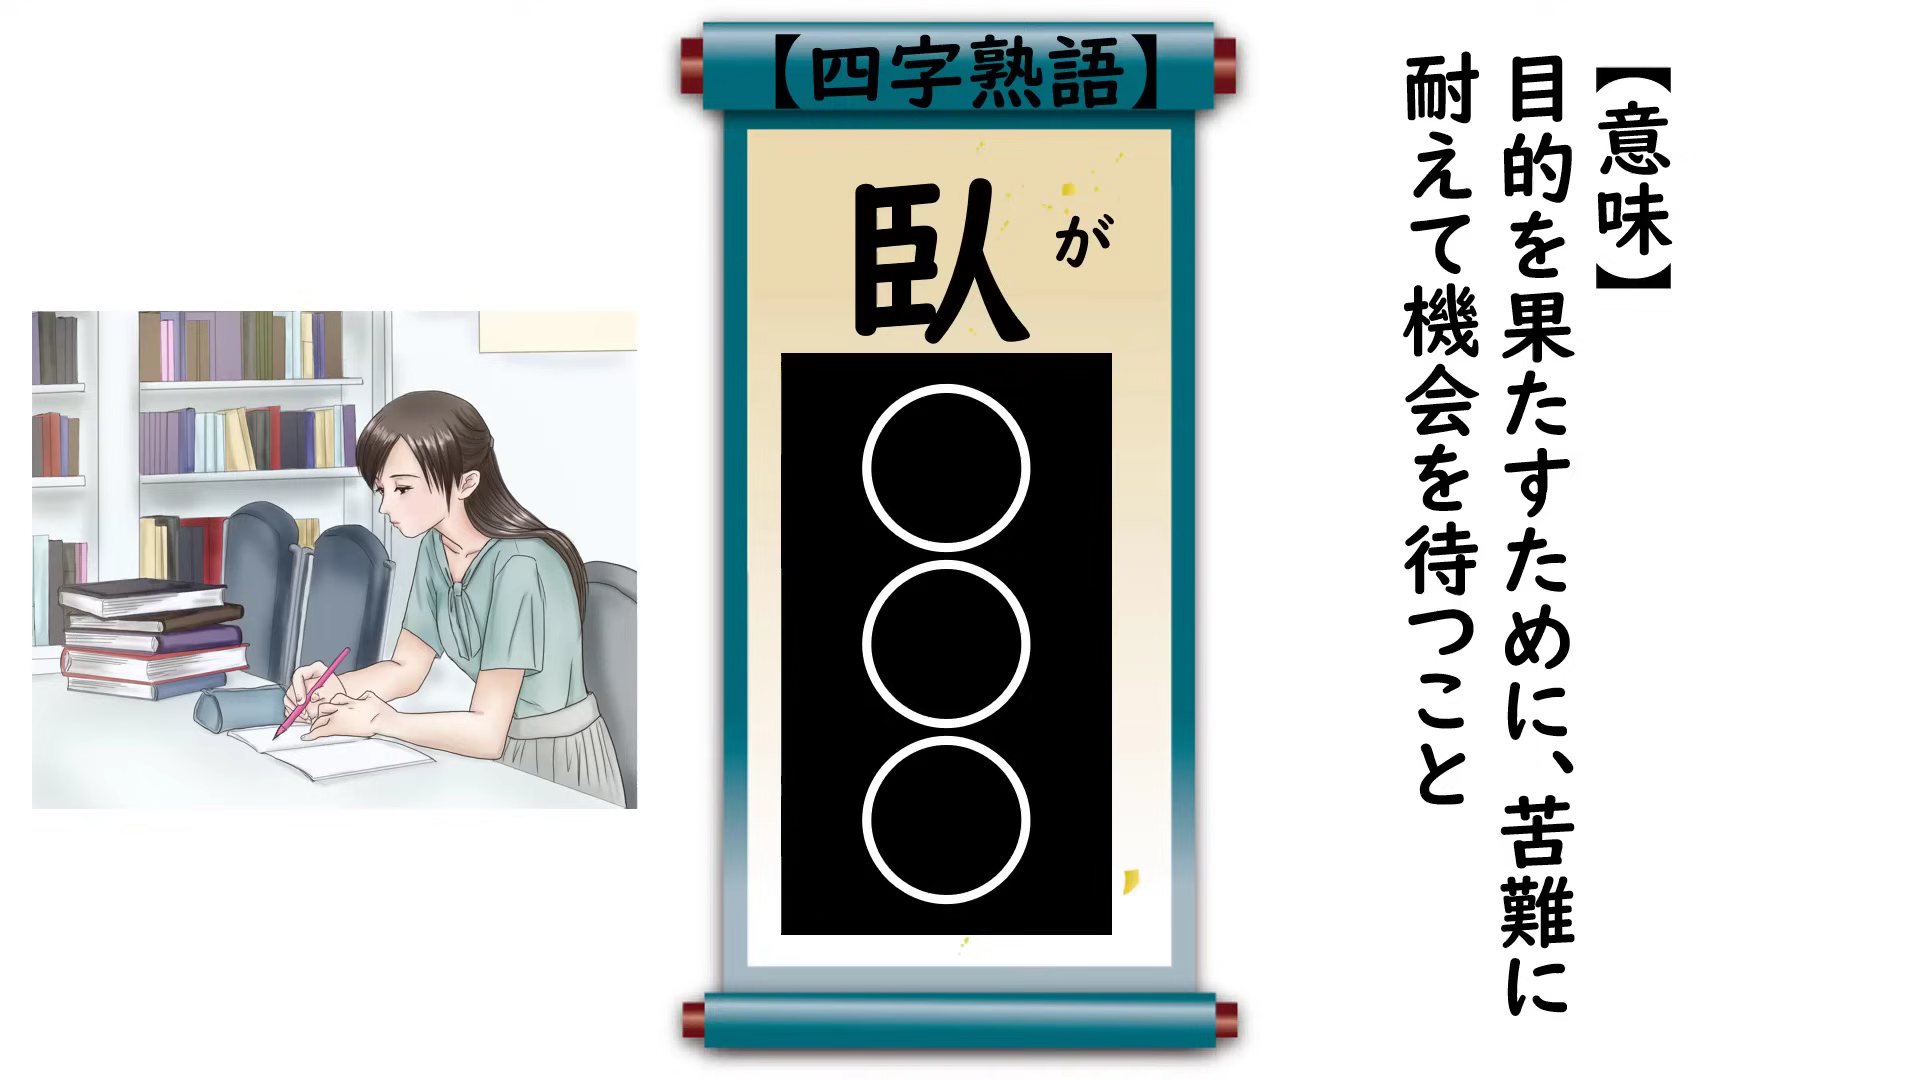 【四字熟語】
臥
が
○○○
【意味】
目的を果たすために、苦難に
耐えて機会を待つこと